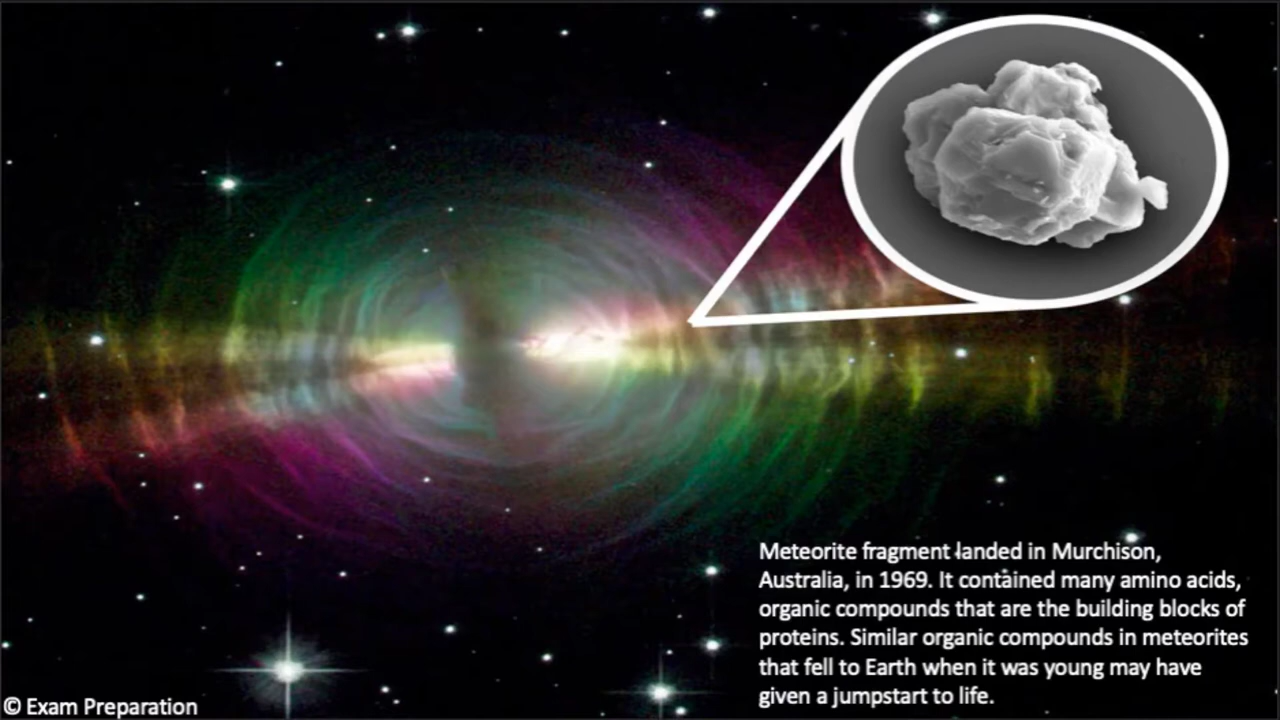 Meteorite fragment landed in Murchison,
Australia, in 1969. It contained many amino acids,
organic compounds that are the building blocks of
proteins. Similar organic compounds in meteorites
that fell to Earth when it was young may have
given a jumpstart to life.
© Exam Preparation